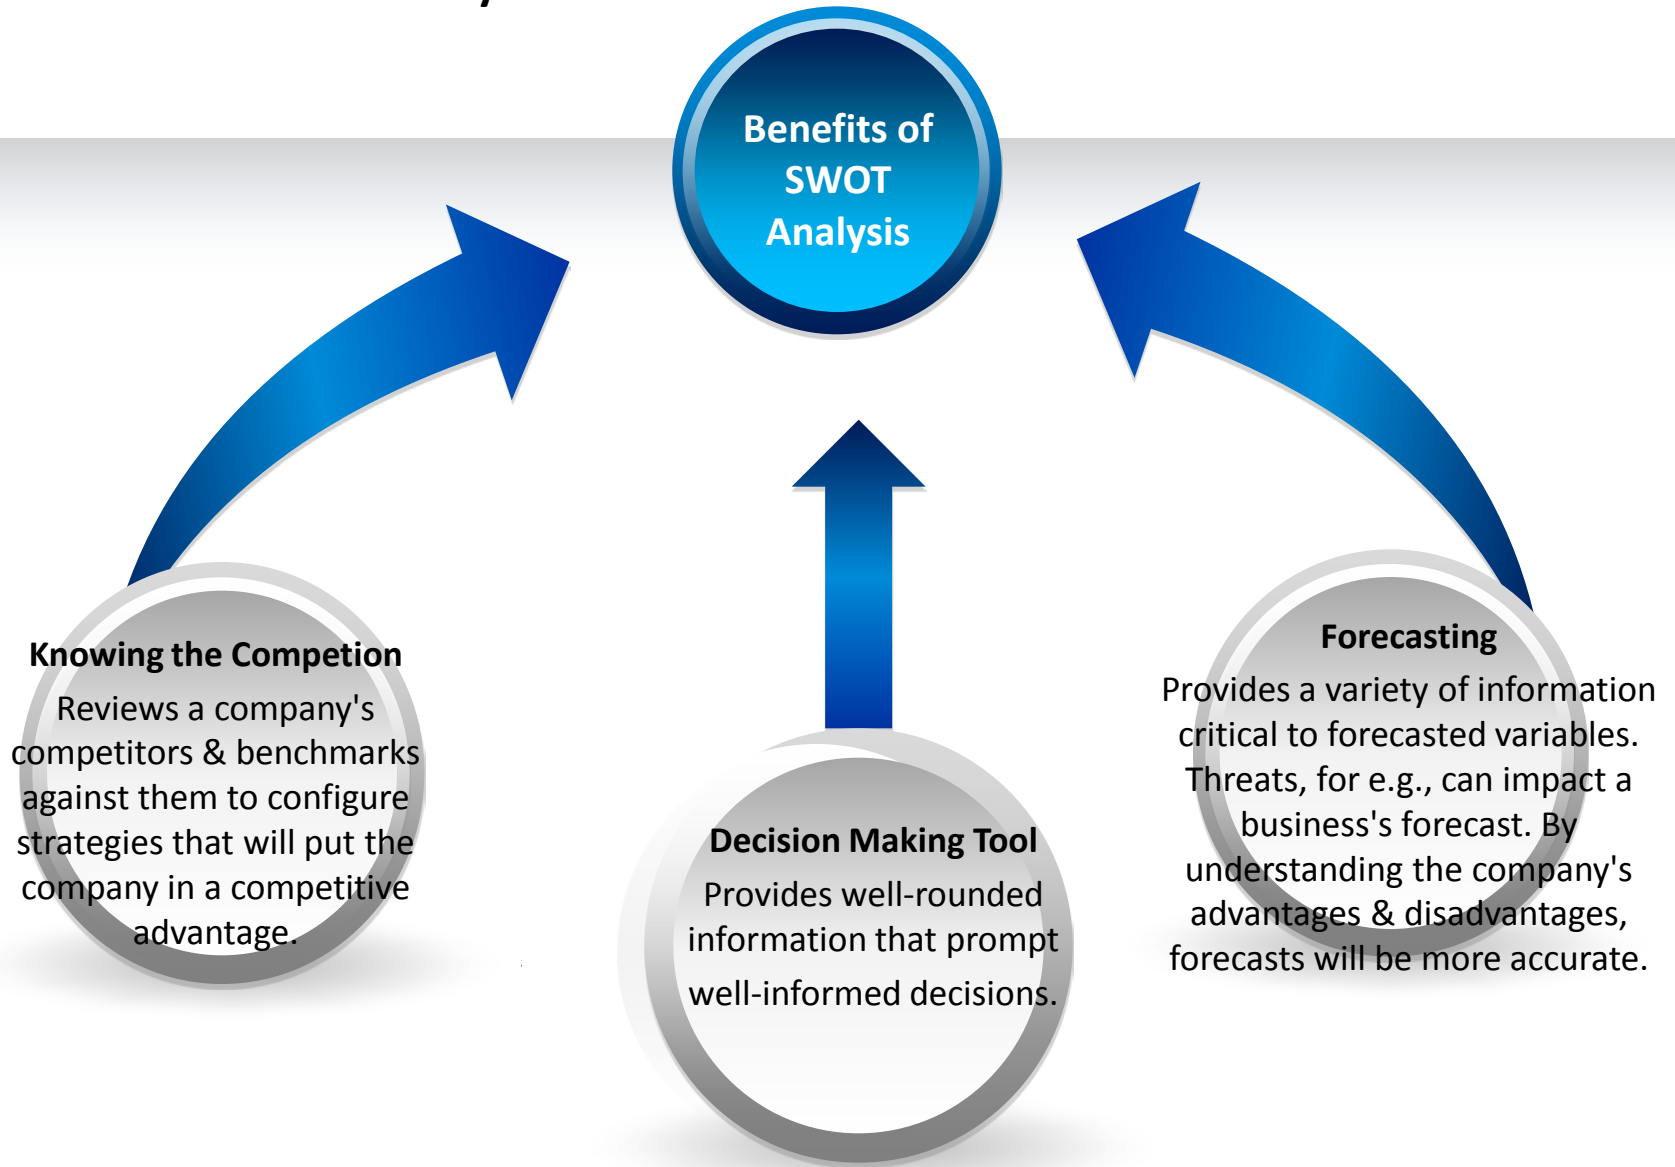 Benefits of
SWOT
Analysis
Knowing the Competion
Reviews a company's
competitors & benchmarks
against them to configure
strategies that will put the
company in a competitive
advantage.
Decision Making Tool
Provides well-rounded
information that prompt
well-informed decisions.
Forecasting
Provides a variety of information
critical to forecasted variables.
Threats, for e.g., can impact a
business's forecast. By
understanding the company's
advantages & disadvantages,
forecasts will be more accurate.